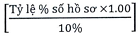 Tỷ lệ % số hồ sơ×1.00
10%